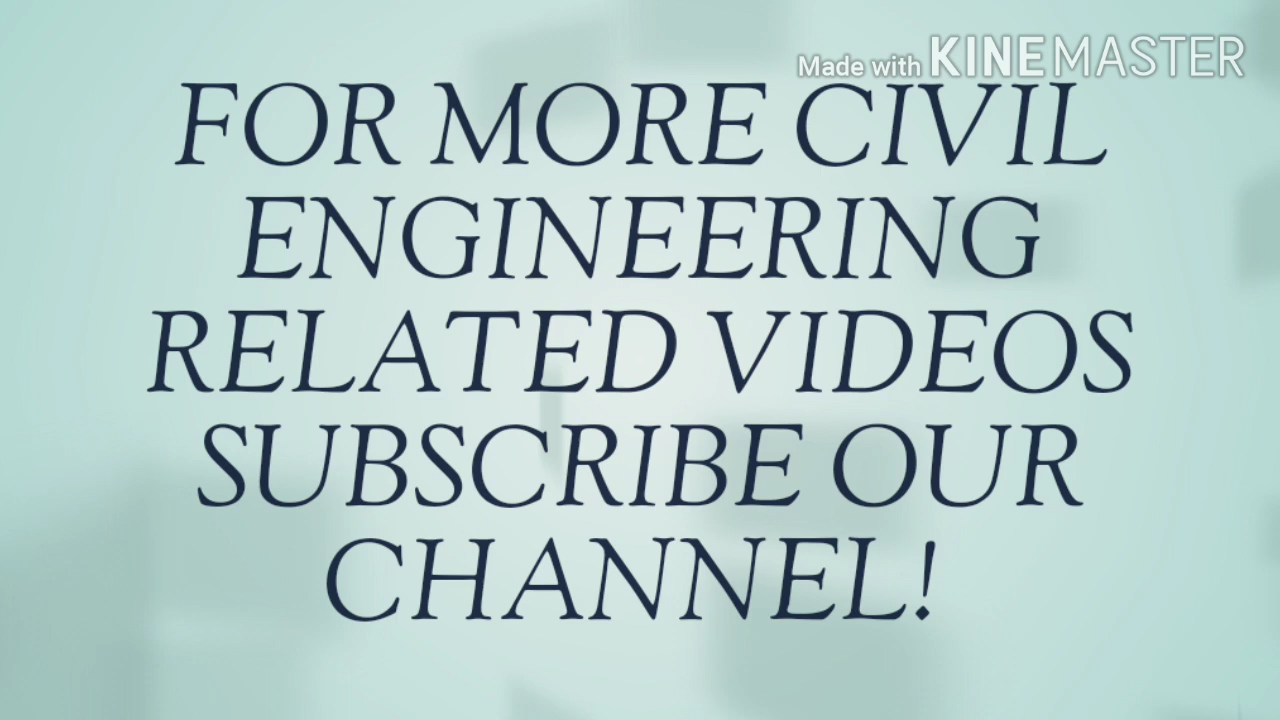 Made with KINEMASTER
FOR MORE CIVIL
ENGINEERING
RELATED VIDEOS
SUBSCRIBE OUR
CHANNEL!